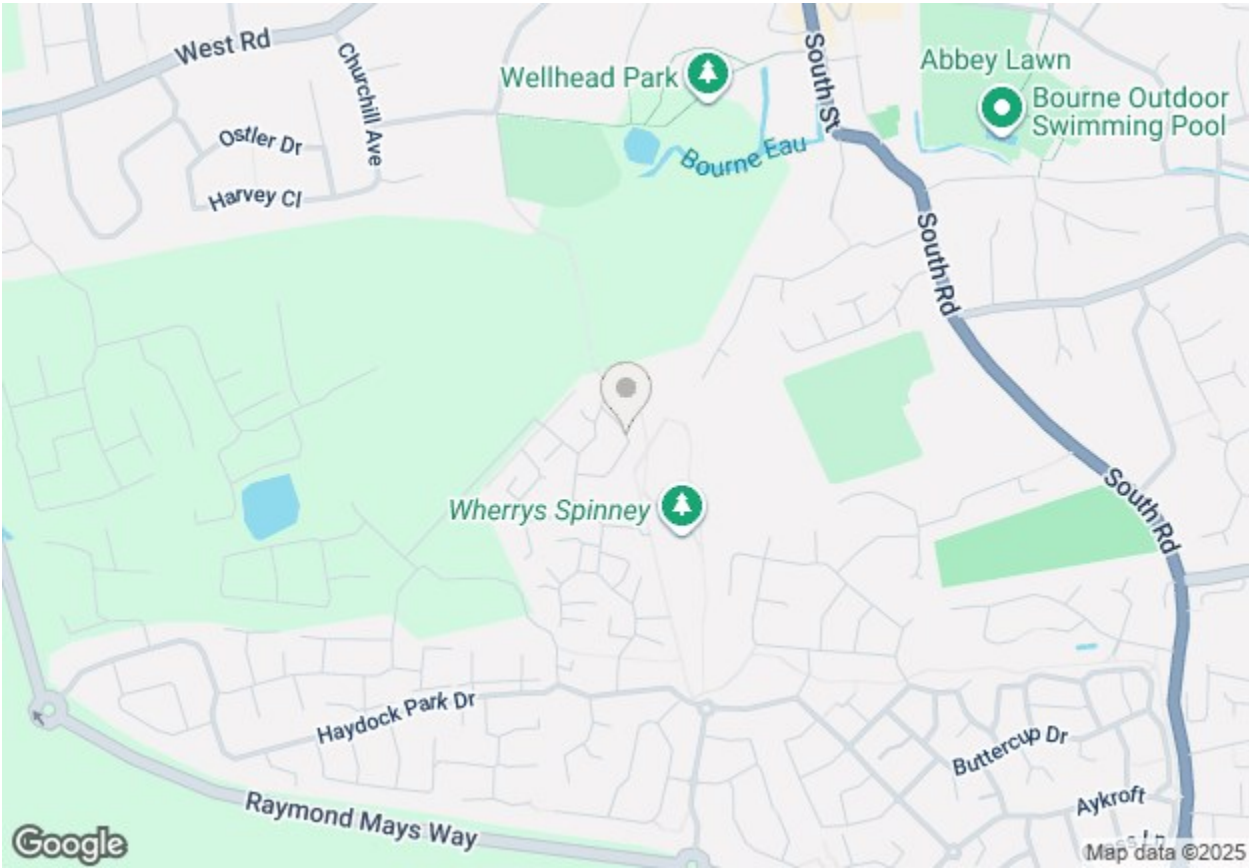 West Rd
Churchill Ave
Ostler Dr
Harvey Cl
Wellhead Park
Bourne Eau
South St
Abbey Lawn
Bourne Outdoor
Swimming Pool
South Rd
Wherrys Spinney
South Rd
Haydock Park Dr
Buttercup Dr
Aykroft
Raymond Mays Way
Google
Map data ©2025